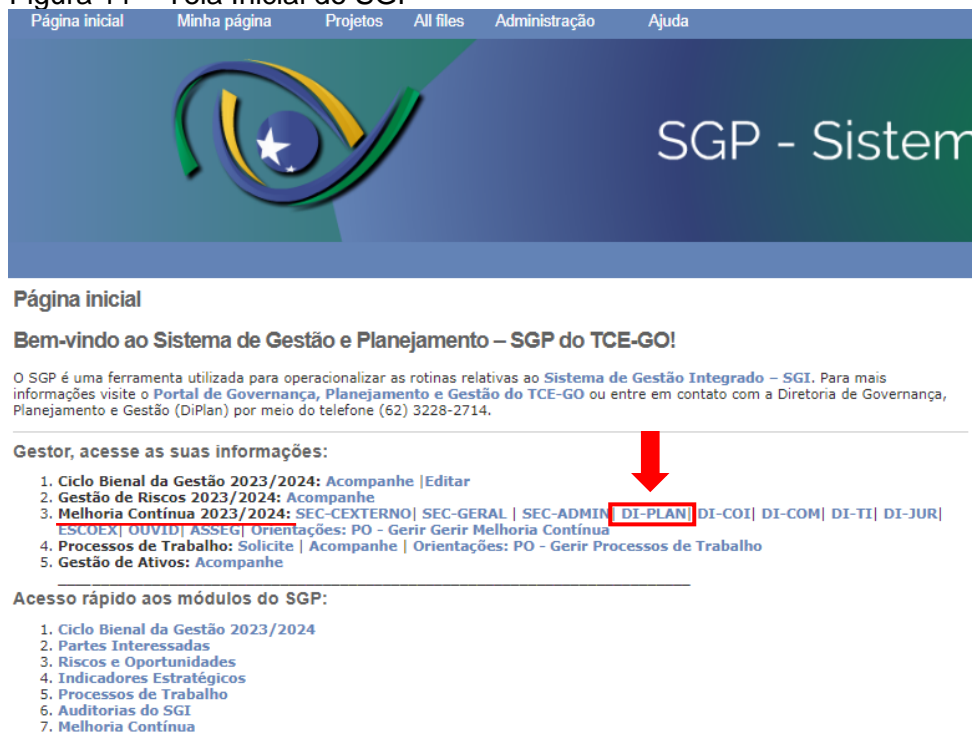 Figura 11 – Tela Inicial do SGP
Página inicial Minha página Projetos All files Administração Ajuda
SGP - Sistem
Página inicial
Bem-vindo ao Sistema de Gestão e Planejamento – SGP do TCE-GO!
O SGP é uma ferramenta utilizada para operacionalizar as rotinas relativas ao Sistema de Gestão Integrado – SGI. Para mais
informações visite o Portal de Governança, Planejamento e Gestão do TCE-GO ou entre em contato com a Diretoria de Governança,
Planejamento e Gestão (DiPlan) por meio do telefone (62) 3228-2714.
Gestor, acesse as suas informações:
1. Ciclo Bienal da Gestão 2023/2024: Acompanhe |Editar
2. Gestão de Riscos 2023/2024: Acompanhe
3. Melhoria Contínua 2023/2024: SEC-CEXTERNO| SEC-GERAL | SEC-ADMIN| DI-PLAN| DI-COI| DI-COM| DI-TI| DI-JUR|
ESCOEX| OUVID| ASSEG| Orientações: PO - Gerir Gerir Melhoria Contínua
4. Processos de Trabalho: Solicite | Acompanhe | Orientações: PO - Gerir Processos de Trabalho
5. Gestão de Ativos: Acompanhe
Acesso rápido aos módulos do SGP:
1. Ciclo Bienal da Gestão 2023/2024
2. Partes Interessadas
3. Riscos e Oportunidades
4. Indicadores Estratégicos
5. Processos de Trabalho
6. Auditorias do SGI
7. Melhoria Contínua